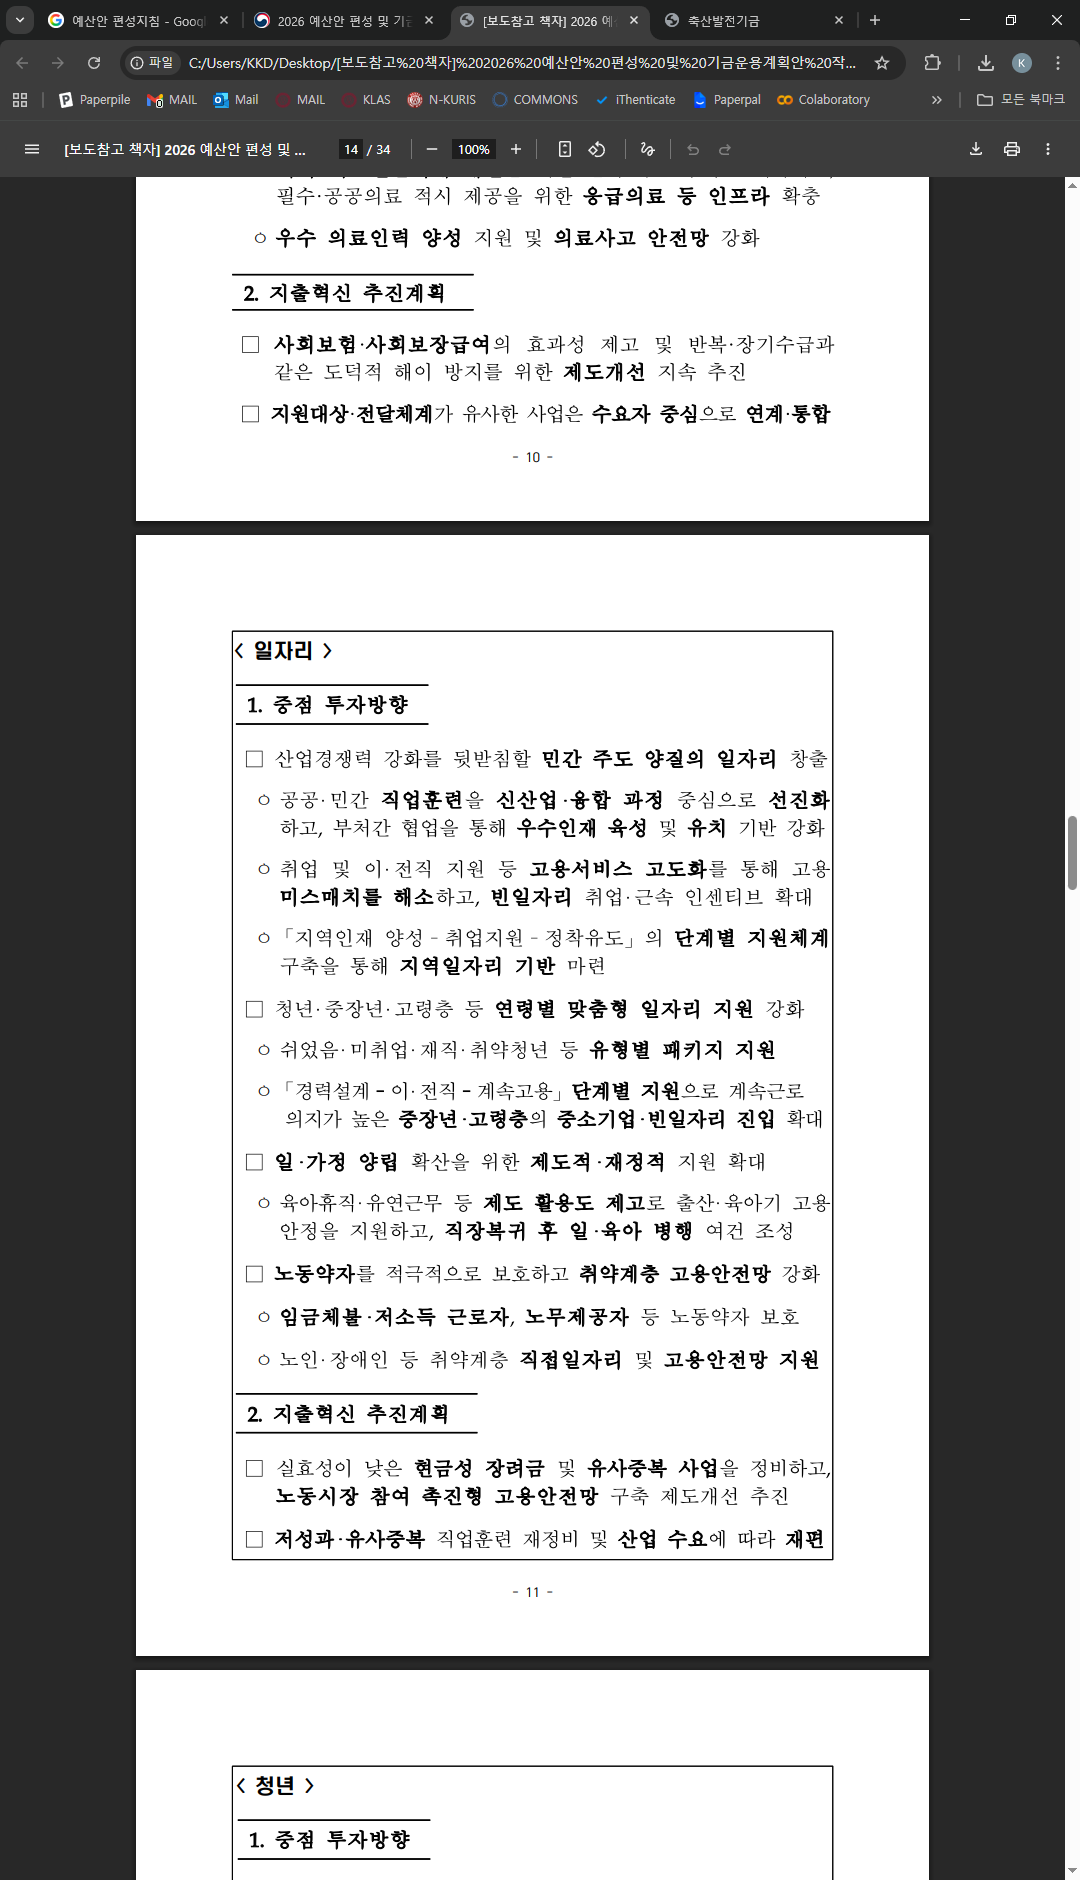 예산안 편성지침 - Goog
2026 예산안 편성 및 기금
[보도참고 책자] 2026 예
축산발전기금
파일
C:/Users/KKD/Desktop/[보도참고%20책자]%202026%20예산안%20편성%20및%20기금운용계획안%20작...
K
Paperpile
MAIL
Mail
MAIL
KLAS
N-KURIS
COMMONS
iThenticate
Paperpal
Colaboratory
모든 북마크
[보도참고 책자] 2026 예산안 편성 및 ...
14 / 34
100%
필수·공공의료 적시 제공을 위한 응급의료 등 인프라 확충
ㅇ 우수 의료인력 양성 지원 및 의료사고 안전망 강화
2. 지출혁신 추진계획
□ 사회보험·사회보장급여의 효과성 제고 및 반복·장기수급과
같은 도덕적 해이 방지를 위한 제도개선 지속 추진
□ 지원대상·전달체계가 유사한 사업은 수요자 중심으로 연계·통합
- 10 -
< 일자리 >
1. 중점 투자방향
□ 산업경쟁력 강화를 뒷받침할 민간 주도 양질의 일자리 창출
ㅇ 공공·민간 직업훈련을 신산업·융합 과정 중심으로 선진화
하고, 부처간 협업을 통해 우수인재 육성 및 유치 기반 강화
ㅇ 취업 및 이·전직 지원 등 고용서비스 고도화를 통해 고용
미스매치를 해소하고, 빈일자리 취업·근속 인센티브 확대
ㅇ 「지역인재 양성 - 취업지원 - 정착유도」의 단계별 지원체계
구축을 통해 지역일자리 기반 마련
□ 청년·중장년·고령층 등 연령별 맞춤형 일자리 지원 강화
ㅇ 쉬었음·미취업·재직·취약청년 등 유형별 패키지 지원
ㅇ 「경력설계 - 이·전직 - 계속고용」 단계별 지원으로 계속근로
의지가 높은 중장년·고령층의 중소기업·빈일자리 진입 확대
□ 일·가정 양립 확산을 위한 제도적·재정적 지원 확대
ㅇ 육아휴직·유연근무 등 제도 활용도 제고로 출산·육아기 고용
안정을 지원하고, 직장복귀 후 일·육아 병행 여건 조성
□ 노동약자를 적극적으로 보호하고 취약계층 고용안전망 강화
ㅇ 임금체불·저소득 근로자, 노무제공자 등 노동약자 보호
ㅇ 노인·장애인 등 취약계층 직접일자리 및 고용안전망 지원
2. 지출혁신 추진계획
□ 실효성이 낮은 현금성 장려금 및 유사중복 사업을 정비하고,
노동시장 참여 촉진형 고용안전망 구축 제도개선 추진
□ 저성과·유사중복 직업훈련 재정비 및 산업 수요에 따라 재편
- 11 -
< 청년 >
1. 중점 투자방향